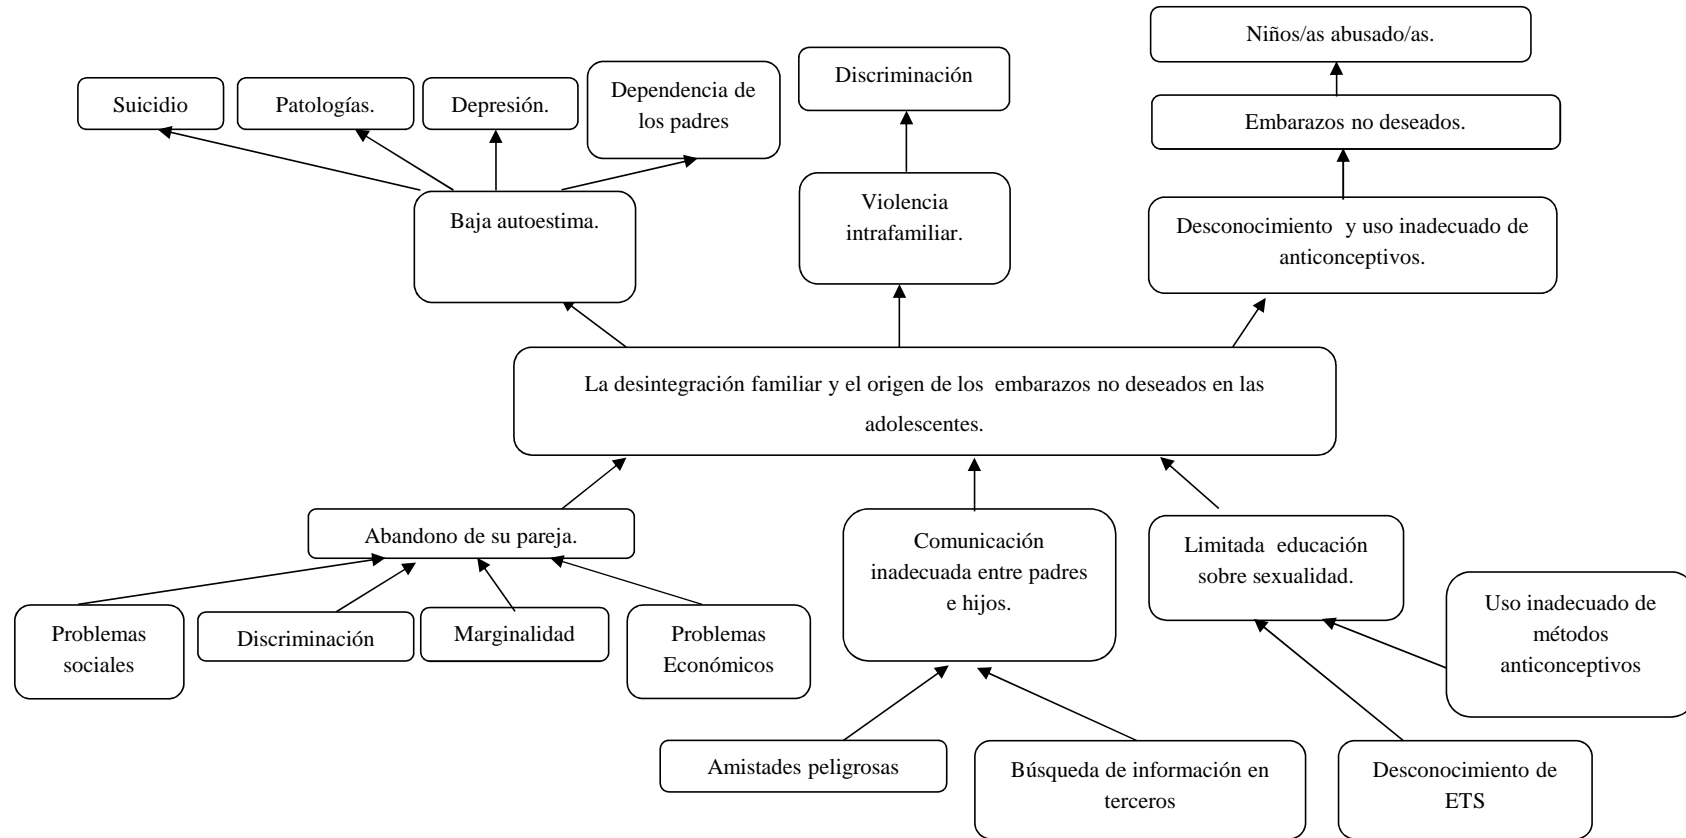 Niños/as abusado/as.
Discriminación
Dependencia de
los padres
Suicidio
Patologías.
Depresión.
Embarazos no deseados.
Baja autoestima.
Violencia
intrafamiliar.
Desconocimiento y uso inadecuado de
anticonceptivos.
La desintegración familiar y el origen de los embarazos no deseados en las
adolescentes.
Abandono de su pareja.
Comunicación
inadecuada entre padres
e hijos.
Limitada educación
sobre sexualidad.
Problemas
sociales
Discriminación
Marginalidad
Problemas
Económicos
Uso inadecuado de
métodos
anticonceptivos
Amistades peligrosas
Búsqueda de información en
terceros
Desconocimiento de
ETS